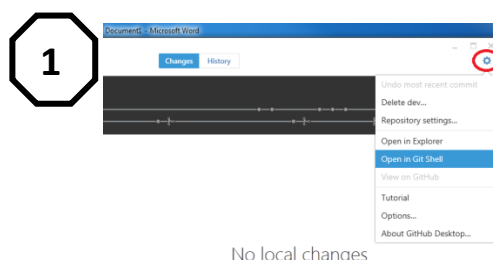 1
Document1 - Microsoft Word
Changes History
Undo most recent commit
Delete dev...
Repository settings...
Open in Explorer
Open in Git Shell
View on GitHub
Tutorial
Options...
About GitHub Desktop...
No local changes